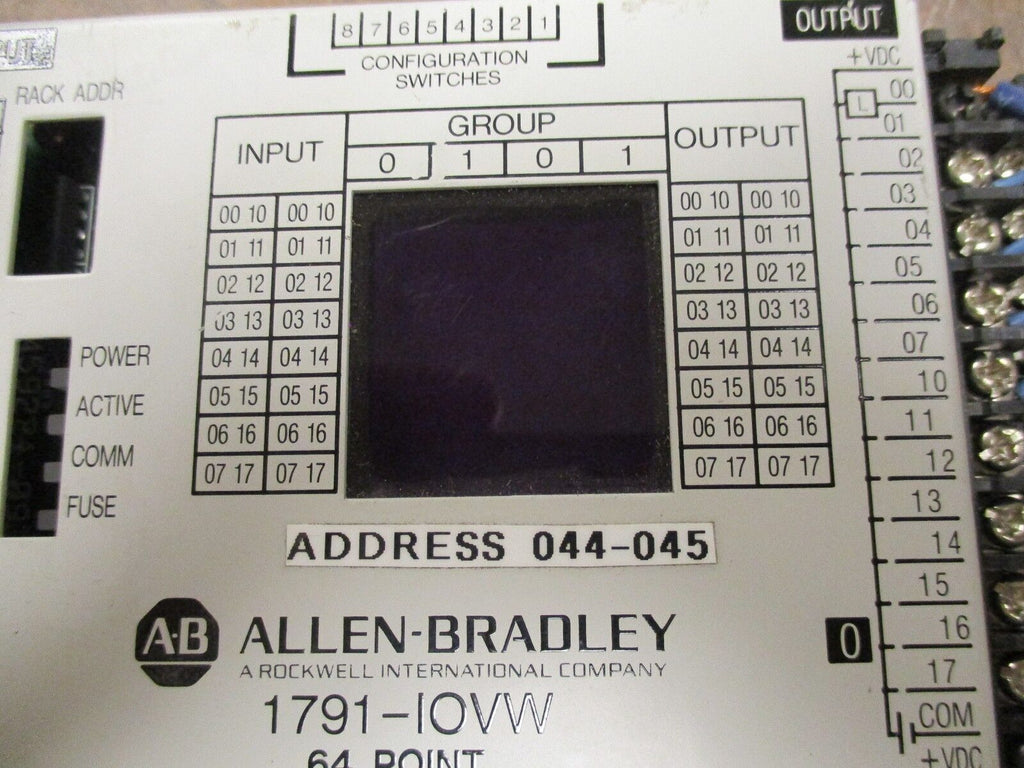 8 7 6 5 4 3 2 1
CONFIGURATION
SWITCHES
OUTPUT
+VDC
RACK ADDR
INPUT
GROUP
0 1 0 1
OUTPUT
00 10 00 10
01 11 01 11
02 12 02 12
03 13 03 13
04 14 04 14
05 15 05 15
06 16 06 16
07 17 07 17
00 10 00 10
01 11 01 11
02 12 02 12
03 13 03 13
04 14 04 14
05 15 05 15
06 16 06 16
07 17 07 17
POWER
ACTIVE
COMM
FUSE
L
00
01
02
03
04
05
06
07
10
11
12
13
14
15
16
17
COM
+VDC
0
ADDRESS 044-045
A-B
ALLEN-BRADLEY
A ROCKWELL INTERNATIONAL COMPANY
1791-IOVW
64 POINT